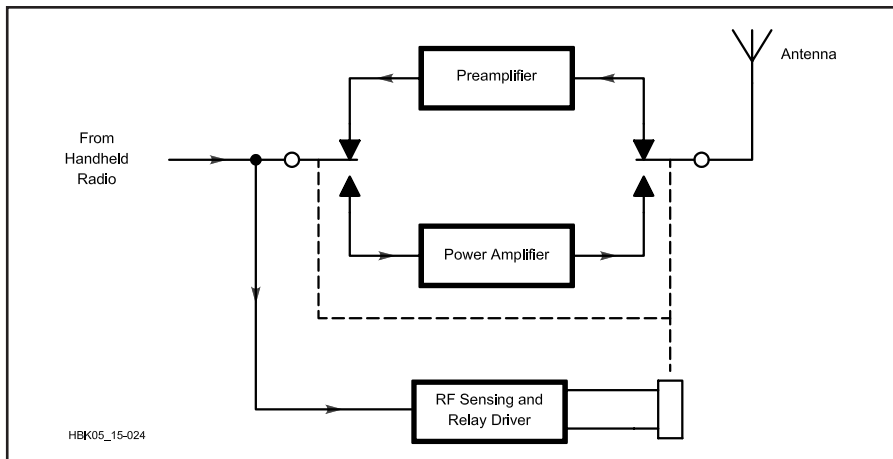 Preamplifier
Antenna
From
Handheld
Radio
Power Amplifier
RF Sensing and
Relay Driver
HBK05_15-024